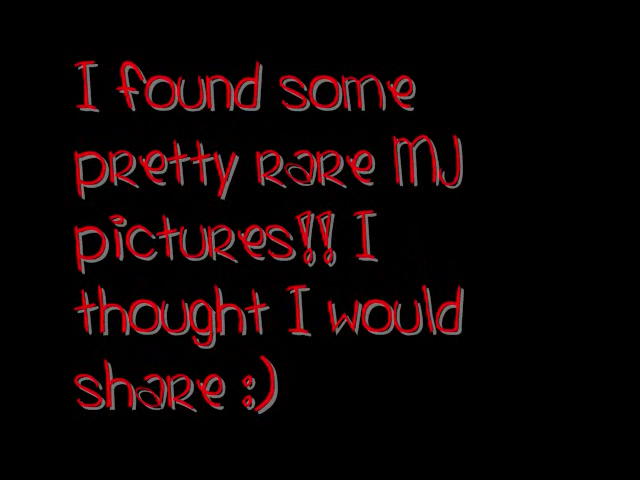 I found some
pretty rare MJ
pictures!! I
thought I would
share :)